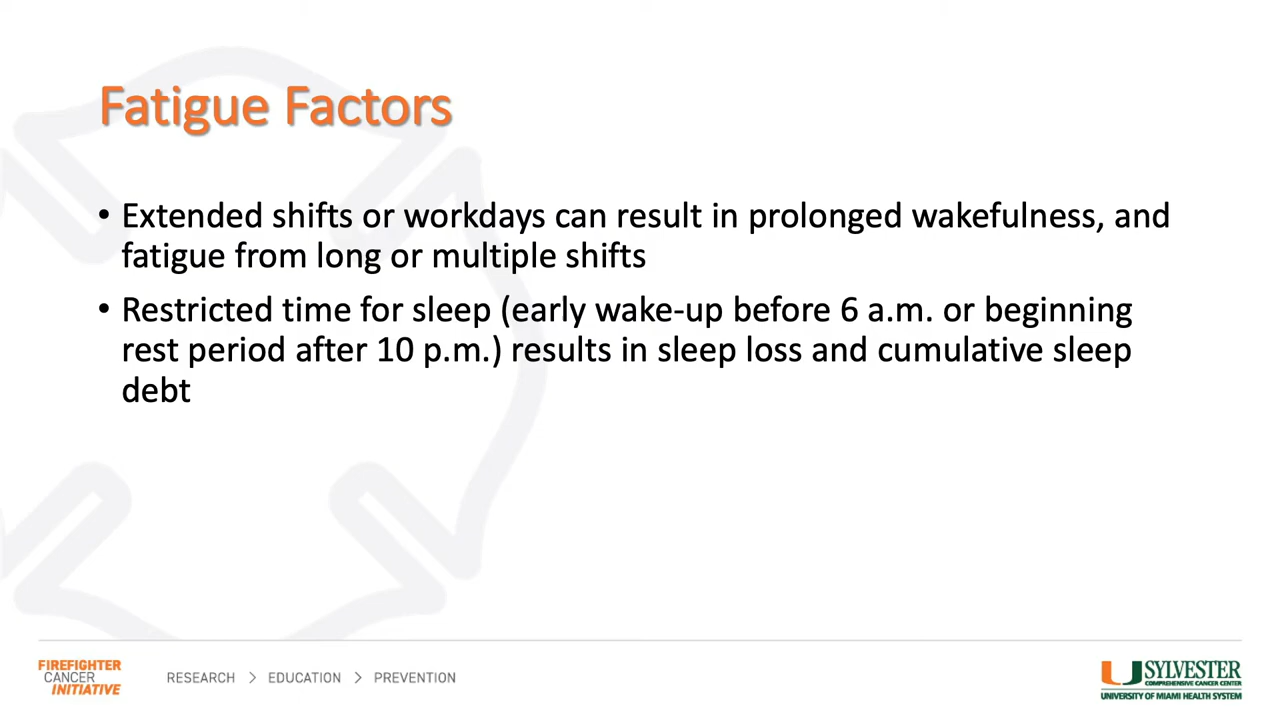 Fatigue Factors
• Extended shifts or workdays can result in prolonged wakefulness, and
fatigue from long or multiple shifts
• Restricted time for sleep (early wake-up before 6 a.m. or beginning
rest period after 10 p.m.) results in sleep loss and cumulative sleep
debt
FIREFIGHTER
CANCER
INITIATIVE
RESEARCH > EDUCATION > PREVENTION
SYLVESTER
COMPREHENSIVE CANCER CENTER
UNIVERSITY OF MIAMI HEALTH SYSTEM